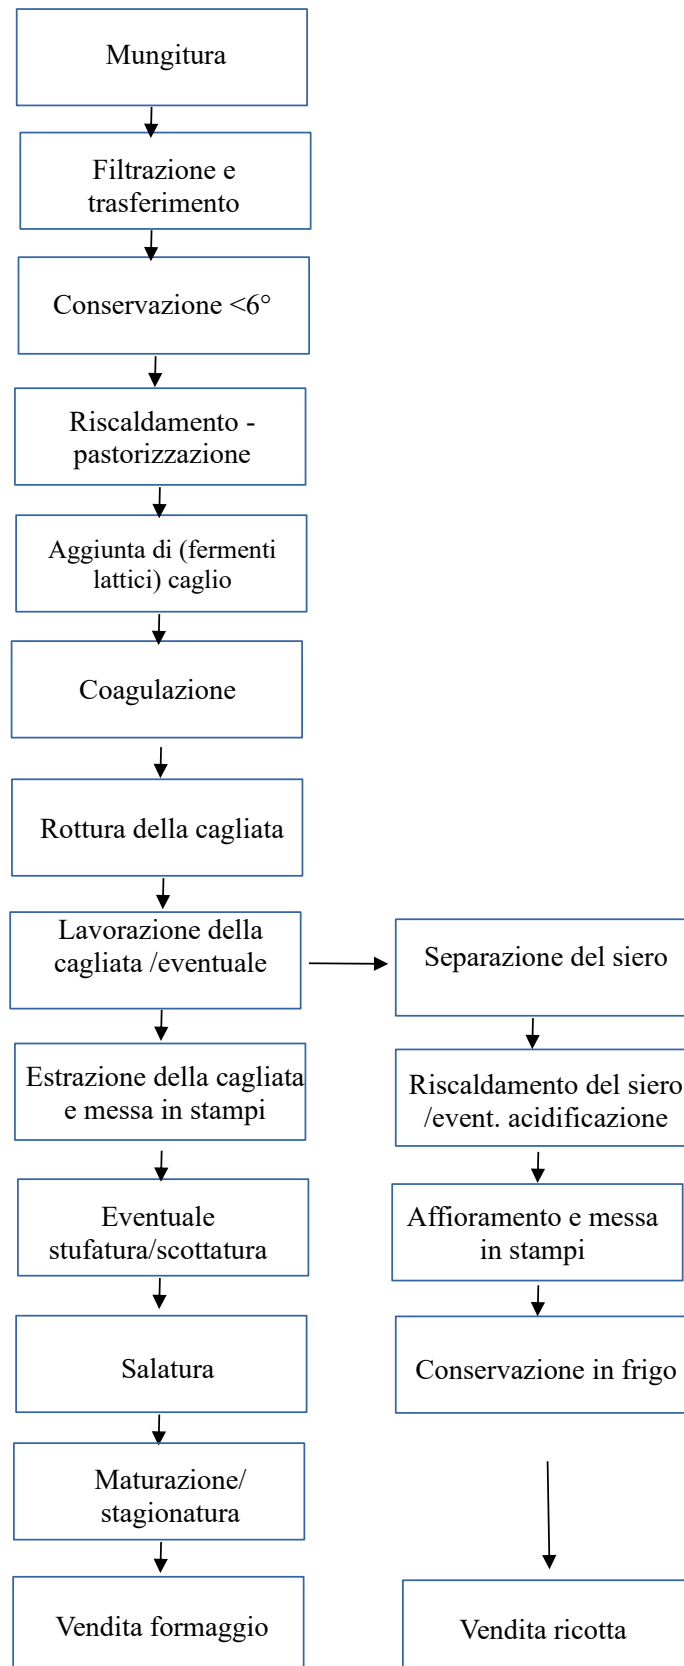 Mungitura
Filtrazione e
trasferimento
Conservazione <6°
Riscaldamento -
pastorizzazione
Aggiunta di (fermenti
lattici) caglio
Coagulazione
Rottura della cagliata
Lavorazione della
cagliata /eventuale
Estrazione della cagliata
e messa in stampi
Eventuale
stufatura/scottatura
Salatura
Maturazione/
stagionatura
Vendita formaggio
Separazione del siero
Riscaldamento del siero
/event. acidificazione
Affioramento e messa
in stampi
Conservazione in frigo
Vendita ricotta